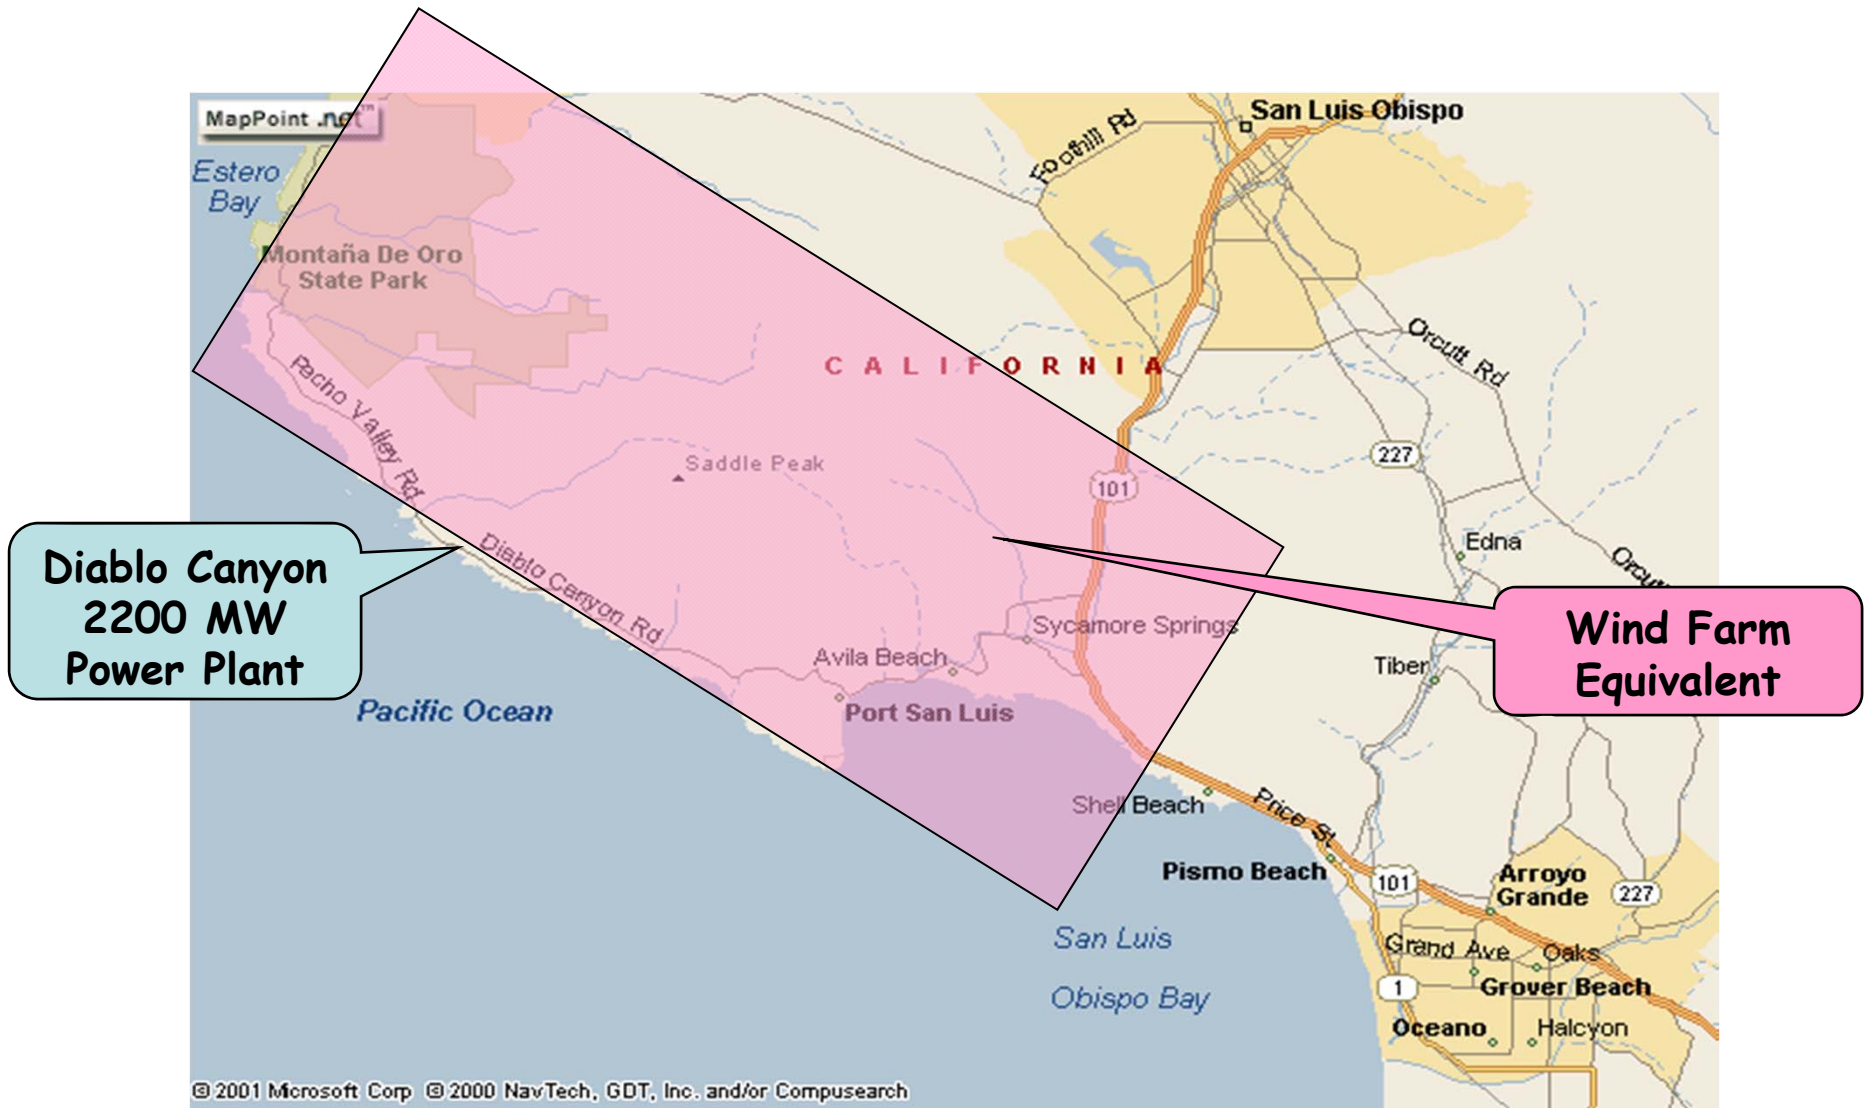 MapPoint .net™
San Luis Obispo
Foothill Rd
Estero
Bay
Montaña De Oro
State Park
CALIFORNIA
Orcutt Rd
Pecho Valley Rd
Saddle Peak
227
101
Diablo Canyon
2200 MW
Power Plant
Diablo Canyon Rd
Edna
Sycamore Springs
Wind Farm
Equivalent
Avila Beach
Tiber
Pacific Ocean
Port San Luis
Shell Beach
Price St
Pismo Beach
101
Arroyo
Grande
227
San Luis
Obispo Bay
Grand Ave
Oaks
1
Grover Beach
Oceano
Halcyon
© 2001 Microsoft Corp © 2000 NavTech, GDT, Inc. and/or Compusearch